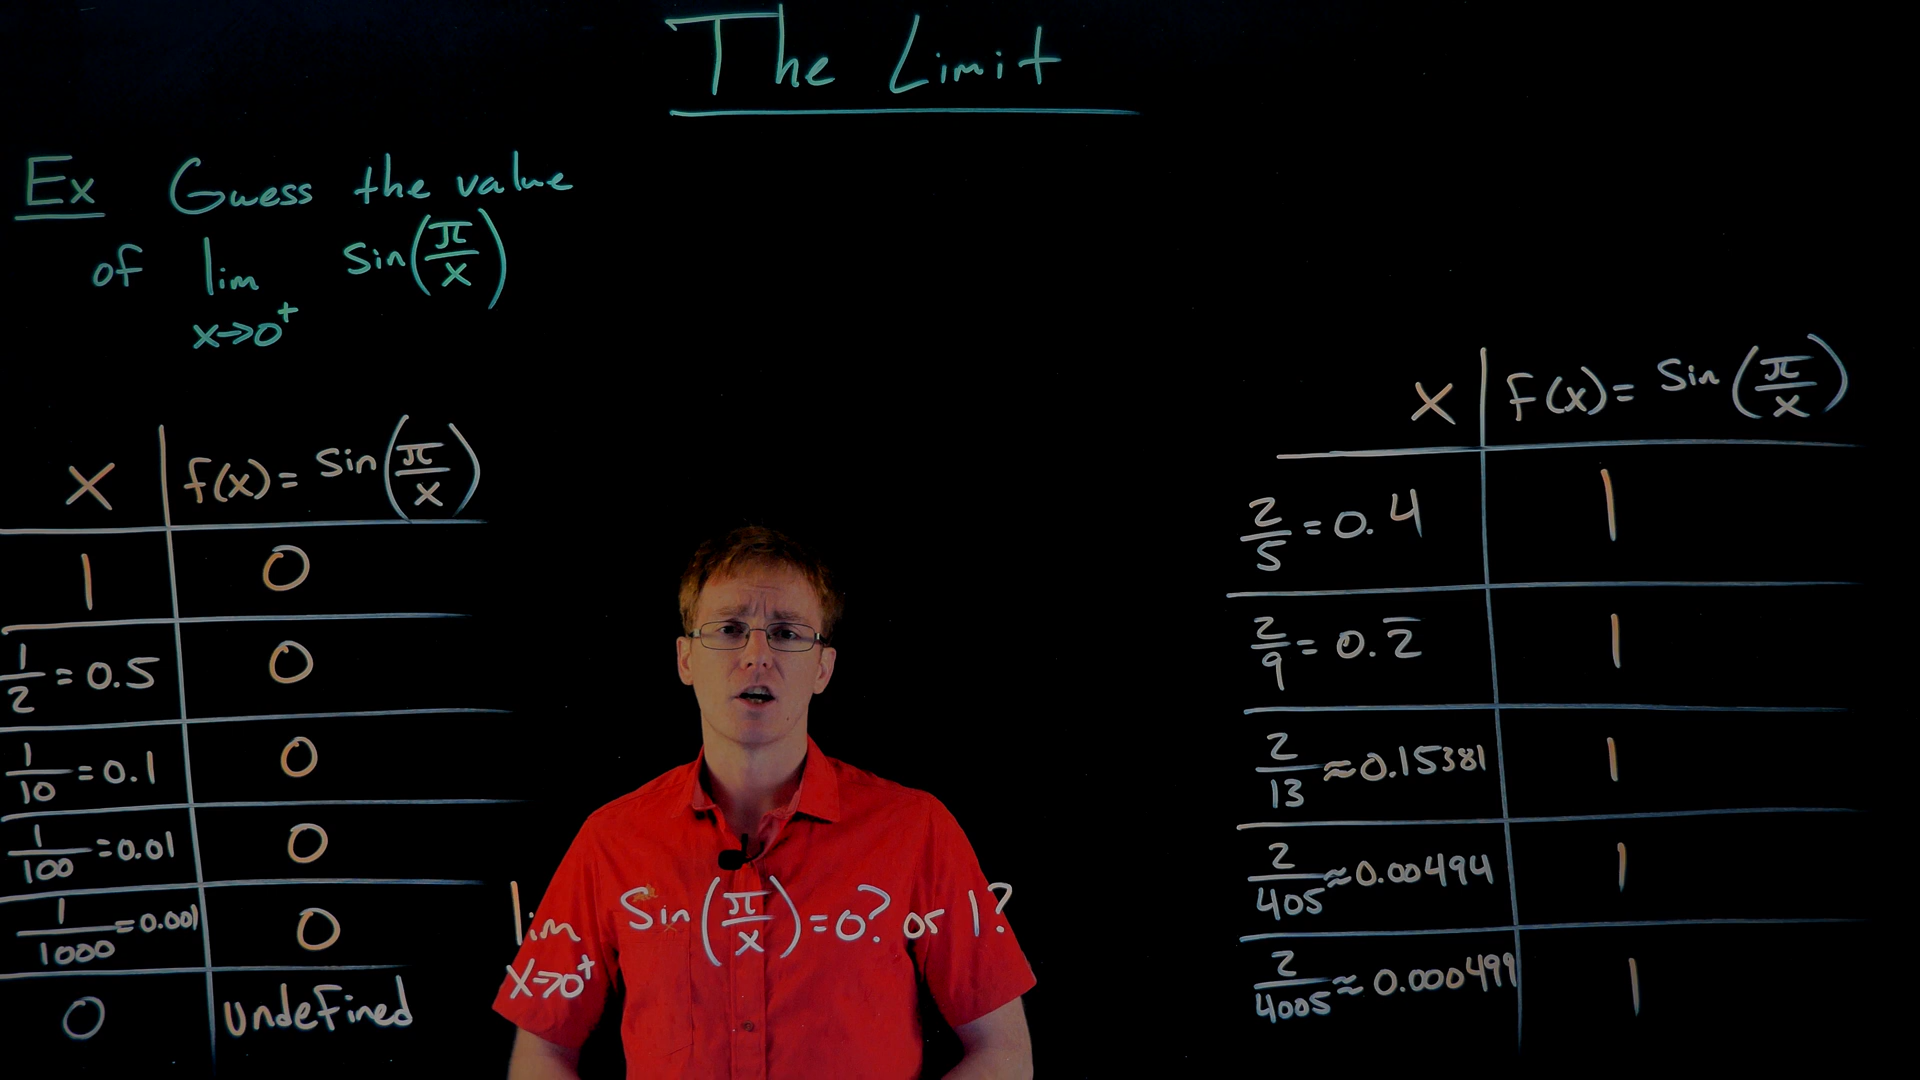 The Limit
Ex Guess the value
of lim sin(π/x)
x→0⁺
x | f(x) = sin(π/x)
1 | 0
1/2 = 0.5 | 0
1/10 = 0.1 | 0
1/100 = 0.01 | 0
1/1000 = 0.001 | 0
0 | undefined
lim sin(π/x) = 0? or 1?
x→0⁺
x | f(x) = sin(π/x)
2/5 = 0.4 | 1
2/9 = 0.2̅ | 1
2/13 ≈ 0.15381 | 1
2/405 ≈ 0.00494 | 1
2/4005 ≈ 0.000499 | 1